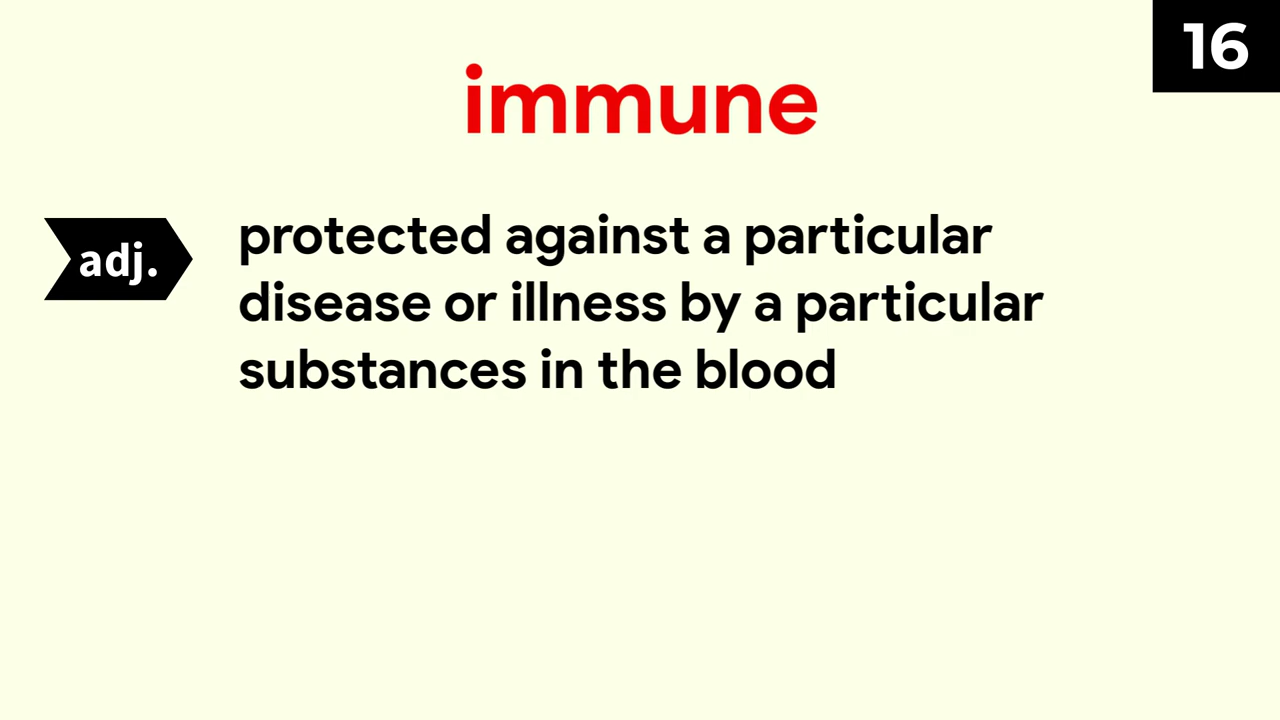 16
immune
adj.
protected against a particular
disease or illness by a particular
substances in the blood